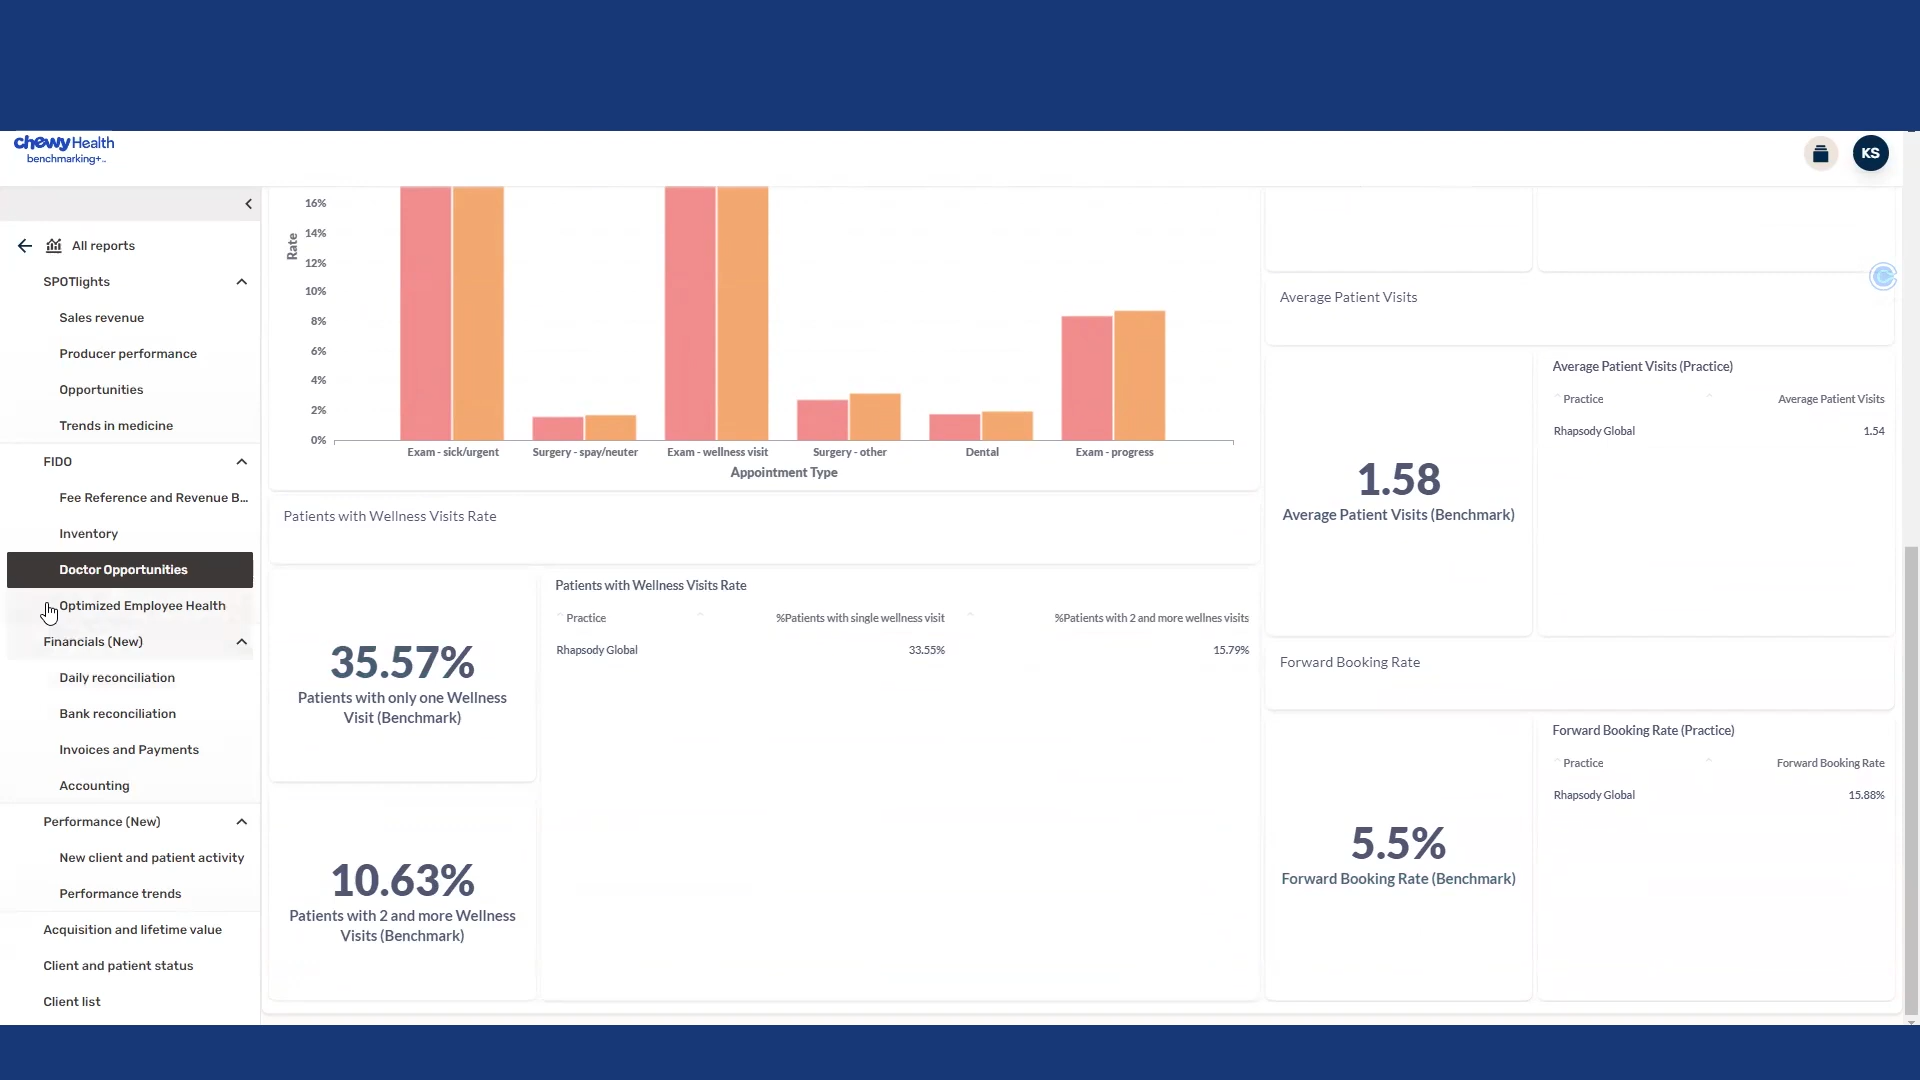 chewyHealth
benchmarking+..
KS
All reports
SPOTlights
Sales revenue
Producer performance
Opportunities
Trends in medicine
FIDO
Fee Reference and Revenue B...
Inventory
Doctor Opportunities
Optimized Employee Health
Financials (New)
Daily reconciliation
Bank reconciliation
Invoices and Payments
Accounting
Performance (New)
New client and patient activity
Performance trends
Acquisition and lifetime value
Client and patient status
Client list
Rate
16%
14%
12%
10%
8%
6%
4%
2%
0%
Exam - sick/urgent Surgery - spay/neuter Exam - wellness visit Surgery - other Dental Exam - progress
Appointment Type
Patients with Wellness Visits Rate
35.57%
Patients with only one Wellness
Visit (Benchmark)
10.63%
Patients with 2 and more Wellness
Visits (Benchmark)
Patients with Wellness Visits Rate
Practice %Patients with single wellness visit %Patients with 2 and more wellnes visits
Rhapsody Global 33.55% 15.79%
Average Patient Visits
1.58
Average Patient Visits (Benchmark)
Average Patient Visits (Practice)
Practice Average Patient Visits
Rhapsody Global 1.54
Forward Booking Rate
5.5%
Forward Booking Rate (Benchmark)
Forward Booking Rate (Practice)
Practice Forward Booking Rate
Rhapsody Global 15.88%